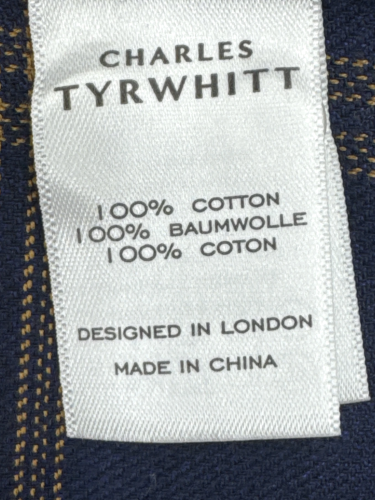 CHARLES
TYRWHITT
100% COTTON
100% BAUMWOLLE
100% COTON
DESIGNED IN LONDON
MADE IN CHINA